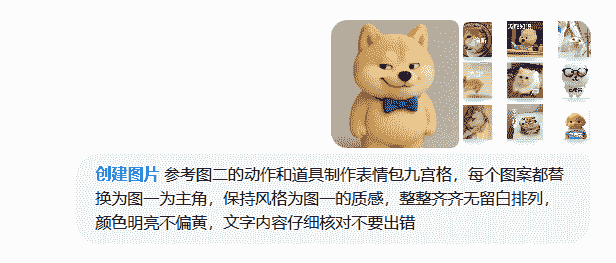 创建图片 参考图二的动作和道具制作表情包九宫格，每个图案都替
换为图一为主角，保持风格为图一的质感，整整齐齐无留白排列，
颜色明亮不偏黄，文字内容仔细核对不要出错